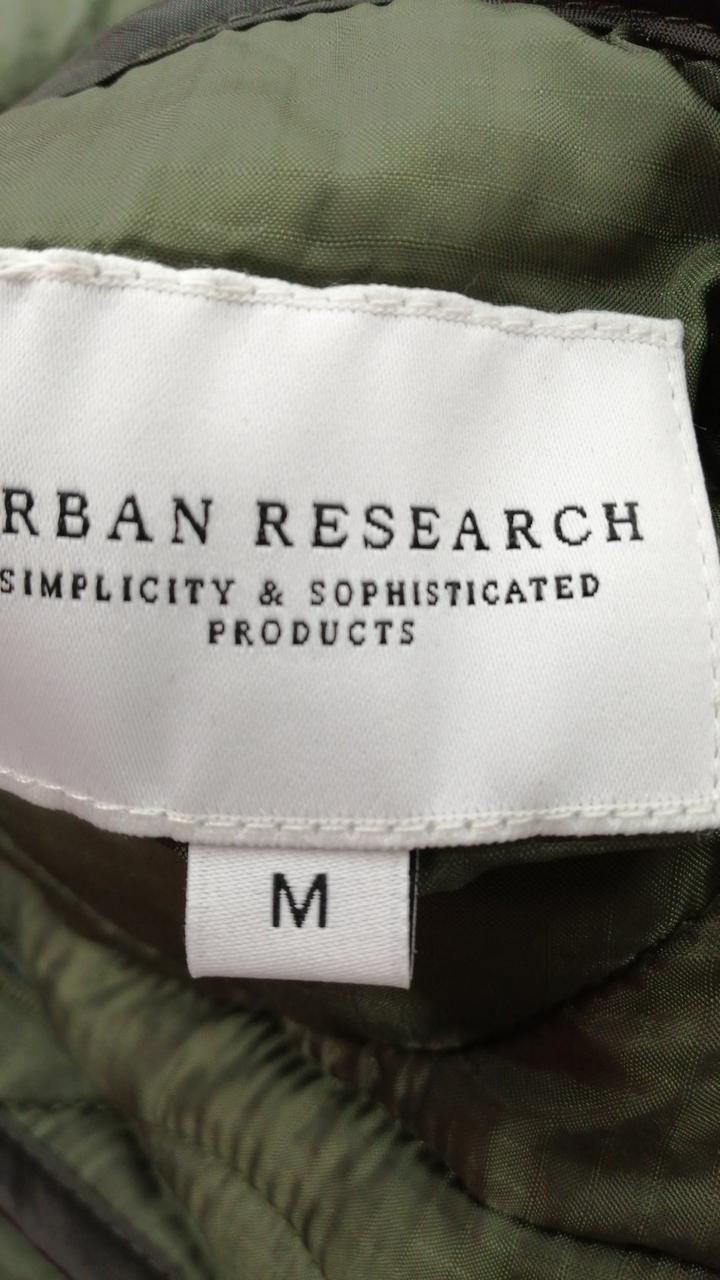 RBAN RESEARCH
SIMPLICITY & SOPHISTICATED
PRODUCTS
M